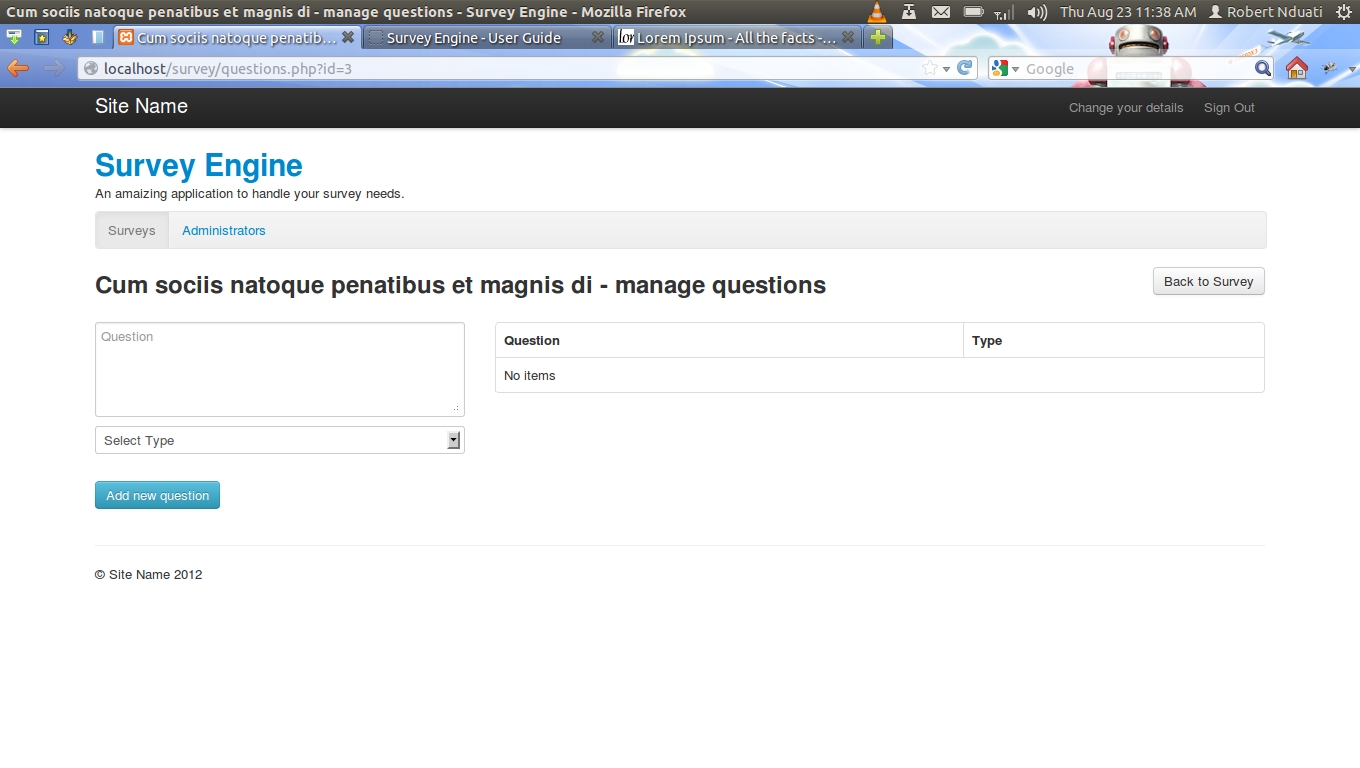 Cum sociis natoque penatibus et magnis di - manage questions - Survey Engine - Mozilla Firefox
Thu Aug 23 11:38 AM
Robert Nduati
Cum sociis natoque penatib...
Survey Engine - User Guide
lor Lorem Ipsum - All the facts -...
localhost/survey/questions.php?id=3
Google
Site Name
Change your details
Sign Out
Survey Engine
An amaizing application to handle your survey needs.
Surveys
Administrators
Cum sociis natoque penatibus et magnis di - manage questions
Back to Survey
Question
Select Type
Add new question
Question
Type
No items
© Site Name 2012